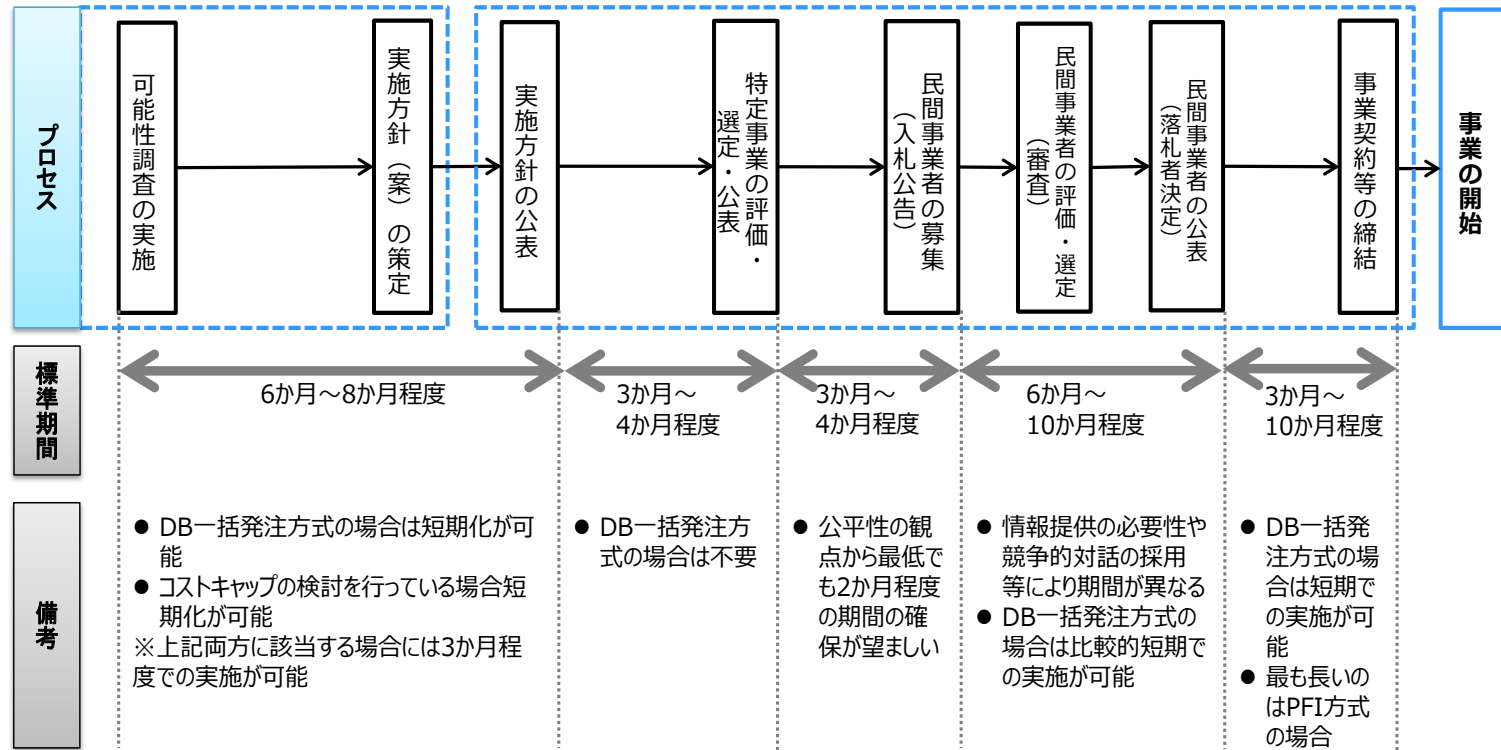 プロセス
可能性調査の実施
実施方針（案）の策定
実施方針の公表
特定事業の評価・
選定・公表
民間事業者の募集
（入札公告）
民間事業者の評価・選定
（審査）
民間事業者の公表
（落札者決定）
事業契約等の締結
事業の開始
標準期間
6か月～8か月程度
3か月～
4か月程度
3か月～
4か月程度
6か月～
10か月程度
3か月～
10か月程度
備考
● DB一括発注方式の場合は短期化が可
能
● コストキャップの検討を行っている場合短
期化が可能
※上記両方に該当する場合には3か月程
度での実施が可能
● DB一括発注方
式の場合は不要
● 公平性の観
点から最低で
も2か月程度
の期間の確
保が望ましい
● 情報提供の必要性や
競争的対話の採用
等により期間が異なる
● DB一括発注方式の
場合は比較的短期で
の実施が可能
● DB一括発
注方式の場
合は短期で
の実施が可
能
● 最も長いの
はPFI方式
の場合